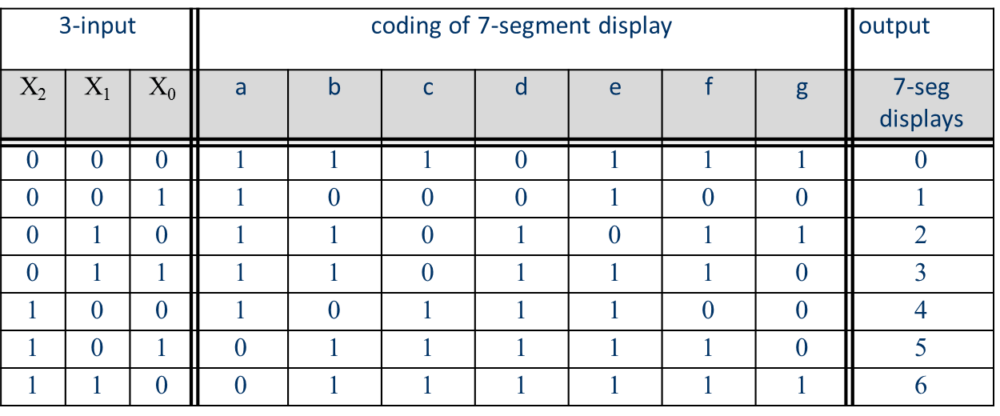 3-input coding of 7-segment display output
X₂ X₁ X₀ a b c d e f g 7-seg
displays
0 0 0 1 1 1 0 1 1 1 0
0 0 1 1 0 0 0 1 0 0 1
0 1 0 1 1 0 1 0 1 1 2
0 1 1 1 1 0 1 1 1 0 3
1 0 0 1 0 1 1 1 0 0 4
1 0 1 0 1 1 1 1 1 0 5
1 1 0 0 1 1 1 1 1 1 6